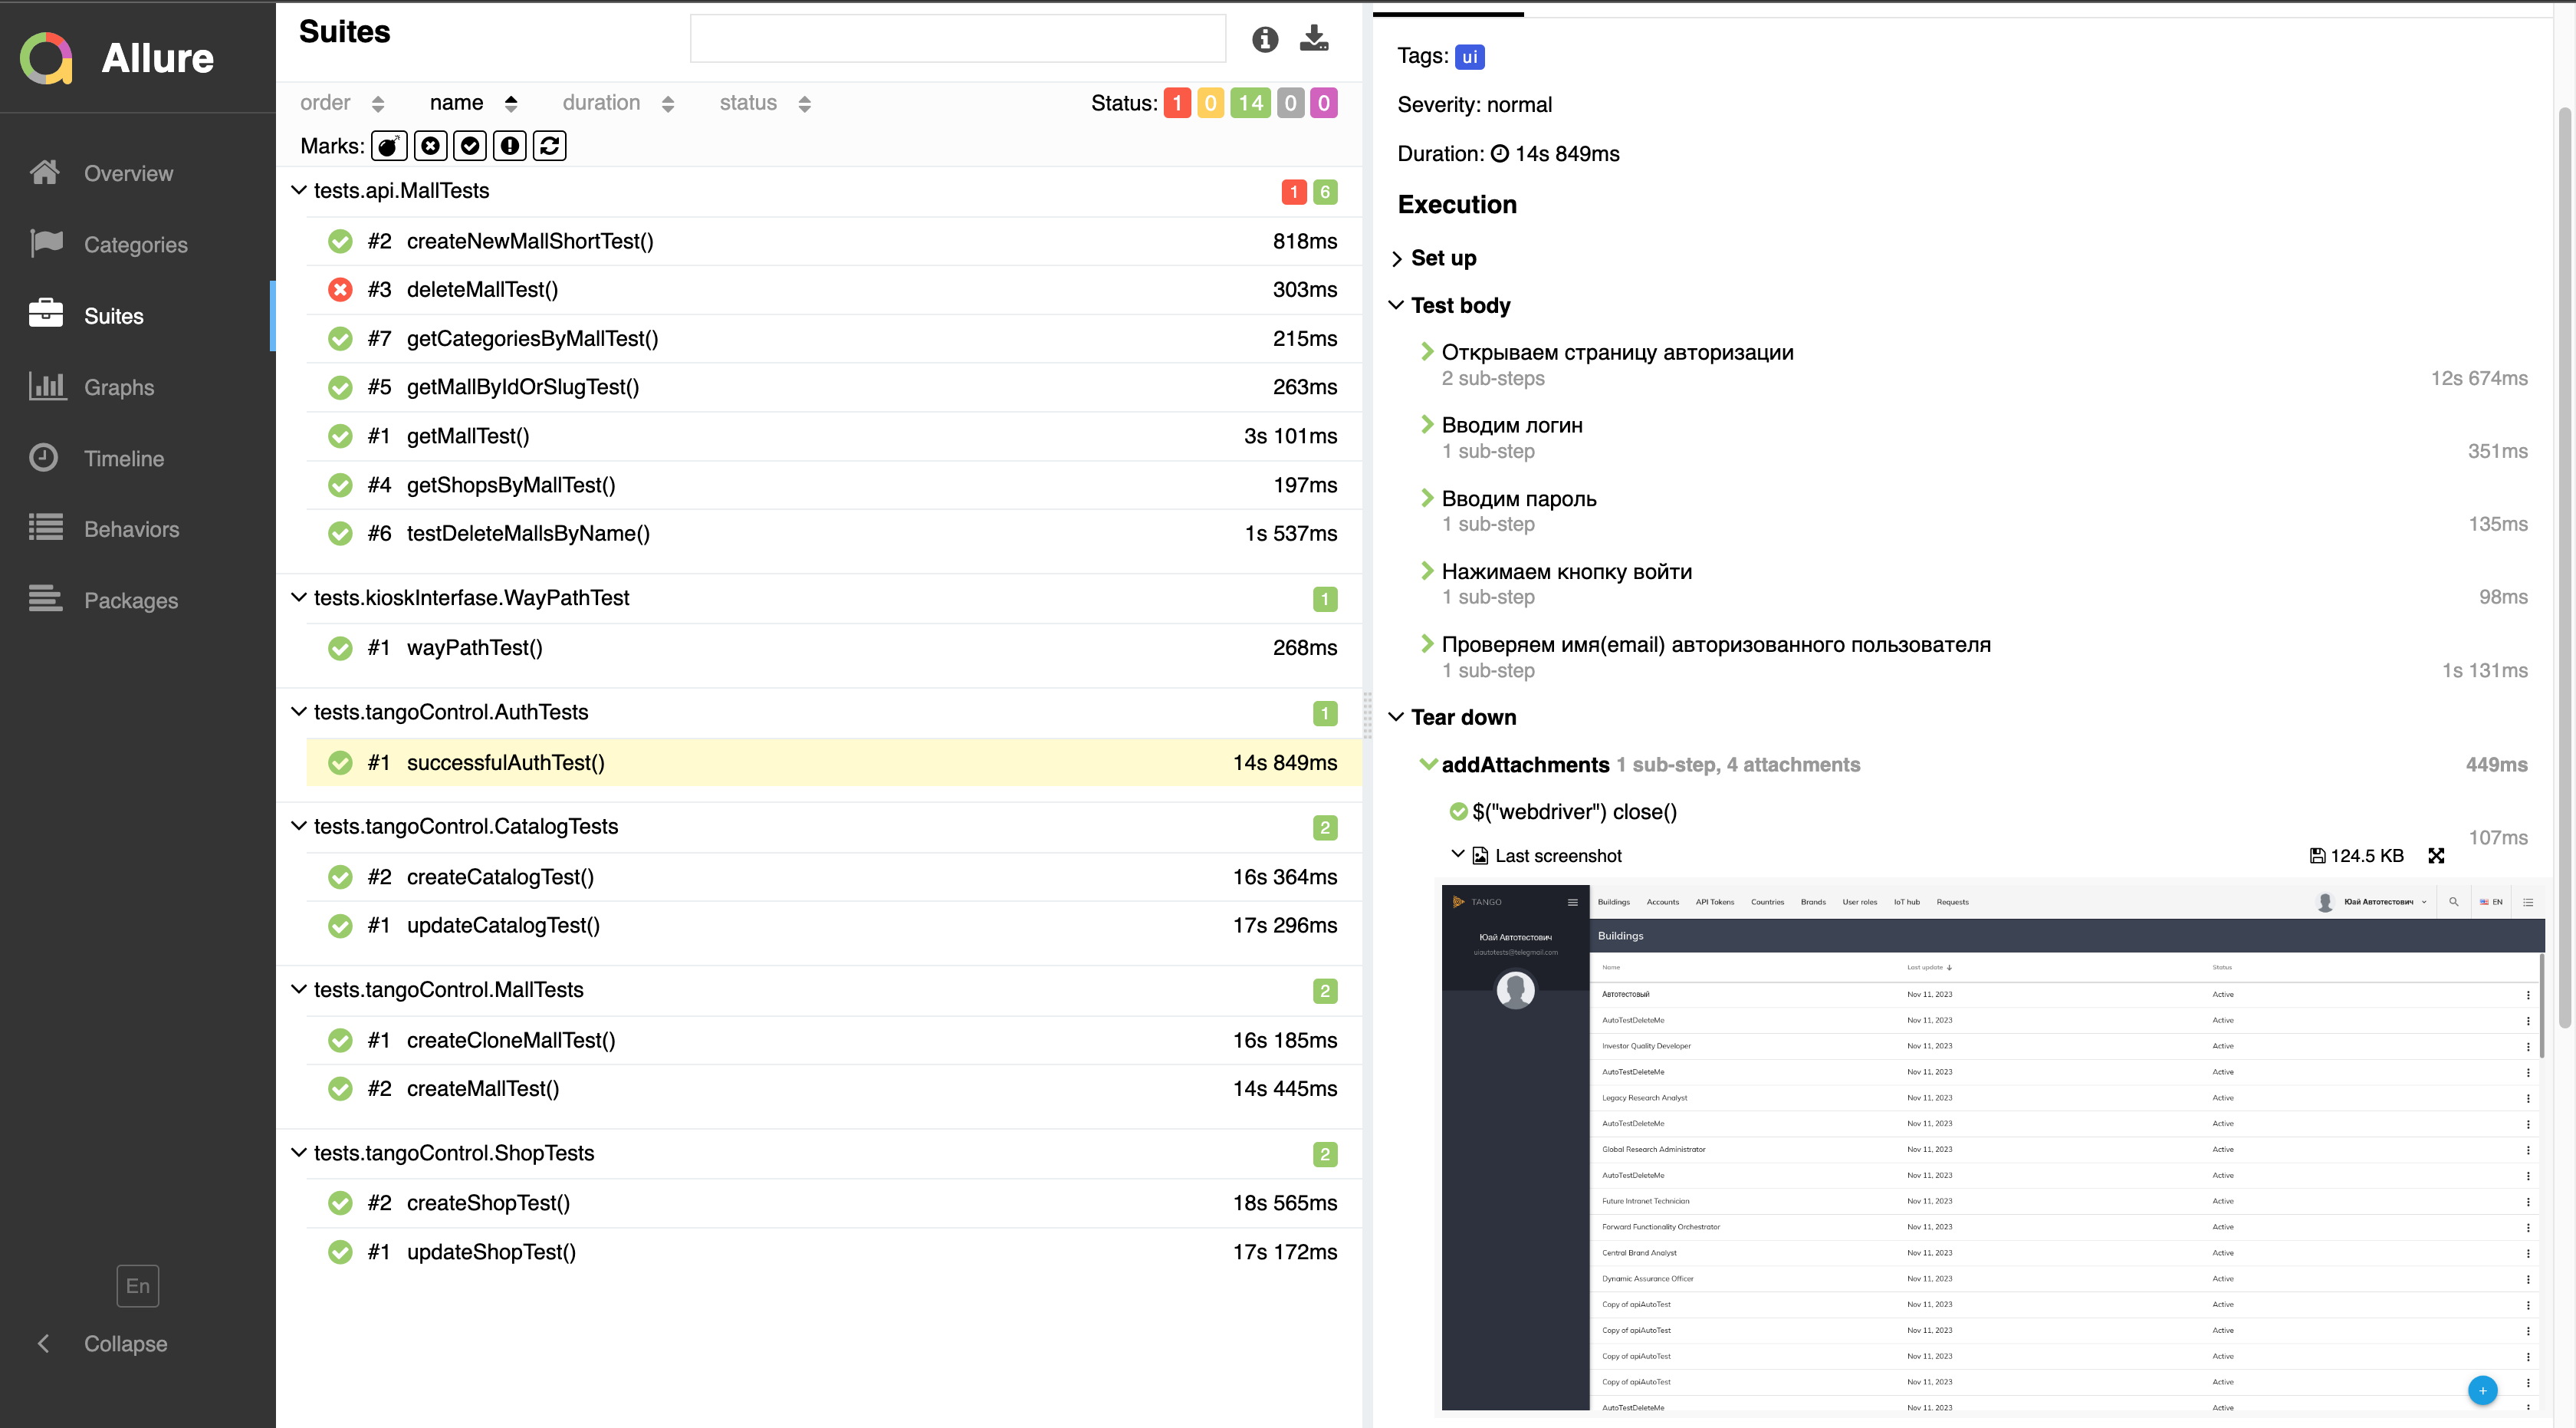 Allure
Overview
Categories
Suites
Graphs
Timeline
Behaviors
Packages
En
Collapse
Suites
order name duration status Status: 1 0 14 0 0
Marks:
tests.api.MallTests 1 6
#2 createNewMallShortTest() 818ms
#3 deleteMallTest() 303ms
#7 getCategoriesByMallTest() 215ms
#5 getMallByIdOrSlugTest() 263ms
#1 getMallTest() 3s 101ms
#4 getShopsByMallTest() 197ms
#6 testDeleteMallsByName() 1s 537ms
tests.kioskInterfase.WayPathTest 1
#1 wayPathTest() 268ms
tests.tangoControl.AuthTests 1
#1 successfulAuthTest() 14s 849ms
tests.tangoControl.CatalogTests 2
#2 createCatalogTest() 16s 364ms
#1 updateCatalogTest() 17s 296ms
tests.tangoControl.MallTests 2
#1 createCloneMallTest() 16s 185ms
#2 createMallTest() 14s 445ms
tests.tangoControl.ShopTests 2
#2 createShopTest() 18s 565ms
#1 updateShopTest() 17s 172ms
Tags: ui
Severity: normal
Duration: 14s 849ms
Execution
Set up
Test body
Открываем страницу авторизации
2 sub-steps 12s 674ms
Вводим логин
1 sub-step 351ms
Вводим пароль
1 sub-step 135ms
Нажимаем кнопку войти
1 sub-step 98ms
Проверяем имя(email) авторизованного пользователя
1 sub-step 1s 131ms
Tear down
addAttachments 1 sub-step, 4 attachments 449ms
$("webdriver") close()
107ms
Last screenshot 124.5 KB
TANGO Buildings Accounts API Tokens Countries Brands User roles IoT hub Requests Юай Автотестович EN
Юай Автотестович
uiautotests@telegmail.com
Buildings
Name Last update Status
Автотестовый Nov 11, 2023 Active
AutoTestDeleteMe Nov 11, 2023 Active
Investor Quality Developer Nov 11, 2023 Active
AutoTestDeleteMe Nov 11, 2023 Active
Legacy Research Analyst Nov 11, 2023 Active
AutoTestDeleteMe Nov 11, 2023 Active
Global Research Administrator Nov 11, 2023 Active
AutoTestDeleteMe Nov 11, 2023 Active
Future Intranet Technician Nov 11, 2023 Active
Forward Functionality Orchestrator Nov 11, 2023 Active
Central Brand Analyst Nov 11, 2023 Active
Dynamic Assurance Officer Nov 11, 2023 Active
Copy of apiAutoTest Nov 11, 2023 Active
Copy of apiAutoTest Nov 11, 2023 Active
Copy of apiAutoTest Nov 11, 2023 Active
Copy of apiAutoTest Nov 11, 2023 Active
AutoTestDeleteMe Nov 11, 2023 Active